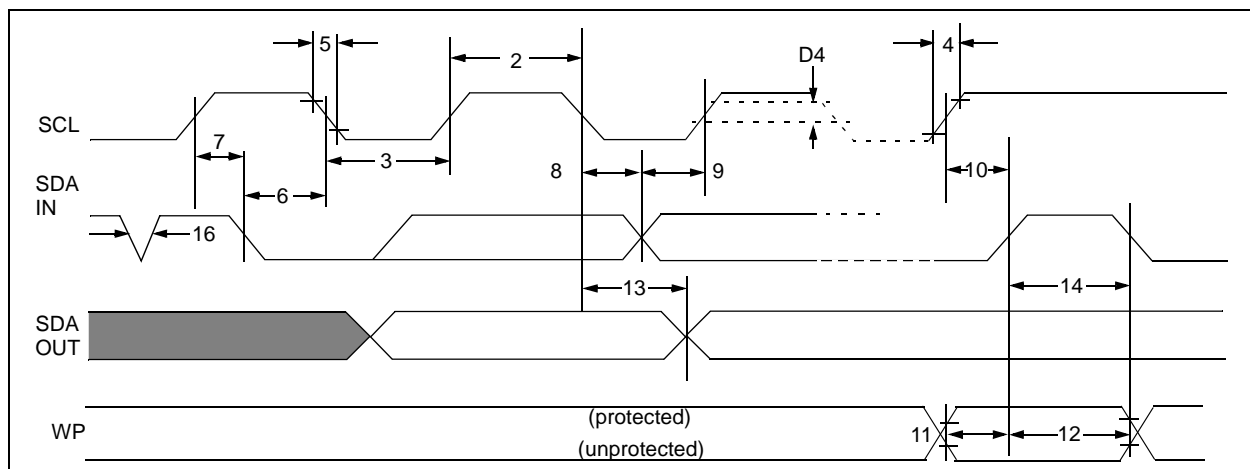 5
2
D4
4
SCL
7
3
8
9
10
SDA
IN
6
16
13
14
SDA
OUT
WP
(protected)
(unprotected)
11
12